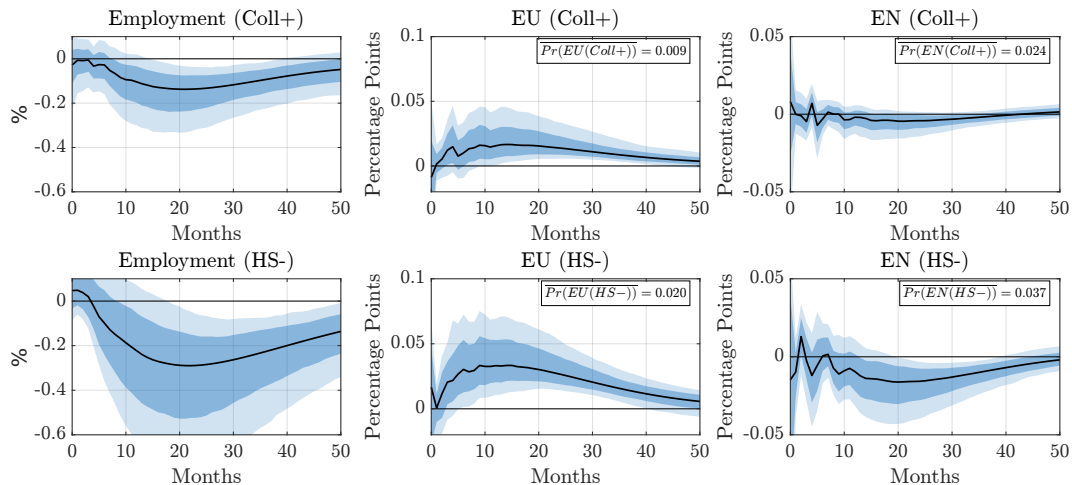 Employment (Coll+)
%
0
-0.2
-0.4
-0.6
0 10 20 30 40 50
Months
EU (Coll+)
Percentage Points
0.1
0.05
0
Pr(EU(Coll+)) = 0.009
0 10 20 30 40 50
Months
EN (Coll+)
Percentage Points
0.05
0
-0.05
Pr(EN(Coll+)) = 0.024
0 10 20 30 40 50
Months
Employment (HS-)
%
0
-0.2
-0.4
-0.6
0 10 20 30 40 50
Months
EU (HS-)
Percentage Points
0.1
0.05
0
Pr(EU(HS−)) = 0.020
0 10 20 30 40 50
Months
EN (HS-)
Percentage Points
0.05
0
-0.05
Pr(EN(HS−)) = 0.037
0 10 20 30 40 50
Months